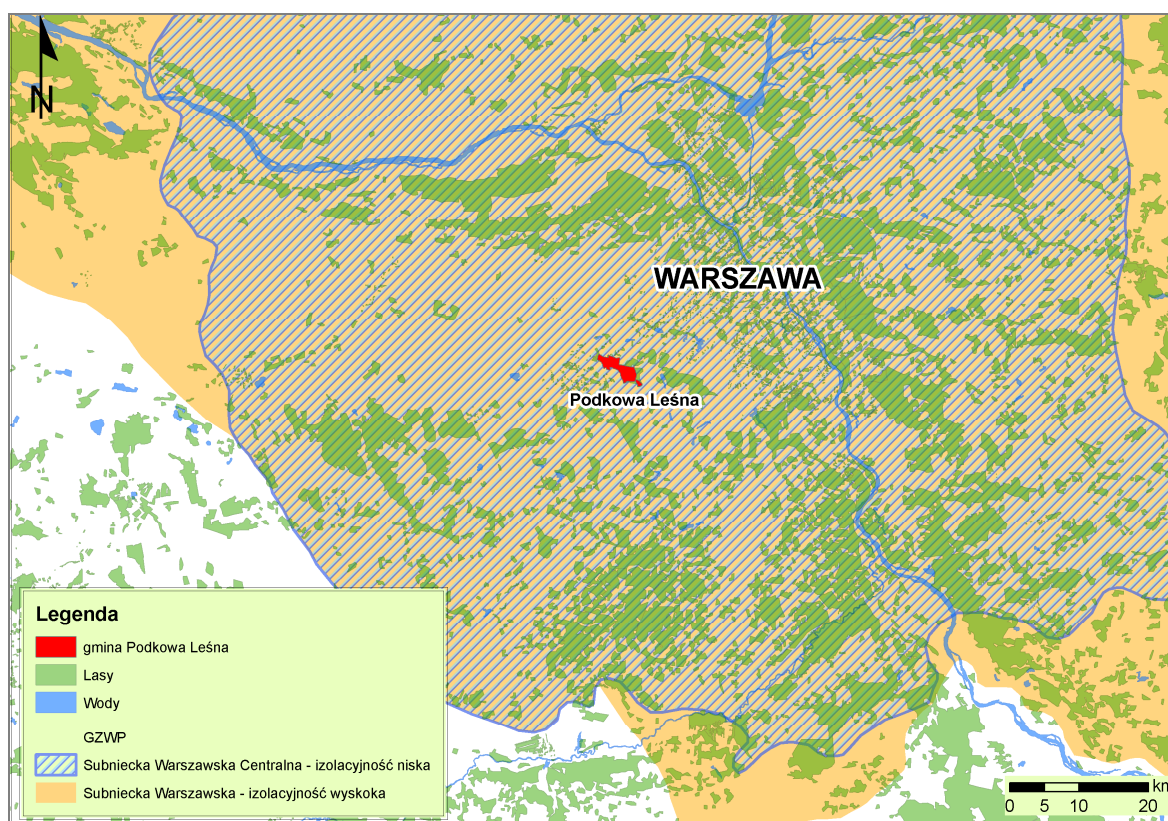 N
WARSZAWA
Podkowa Leśna
Legenda
gmina Podkowa Leśna
Lasy
Wody
GZWP
Subniecka Warszawska Centralna - izolacyjność niska
Subniecka Warszawska - izolacyjność wyskoka
km
0 5 10 20